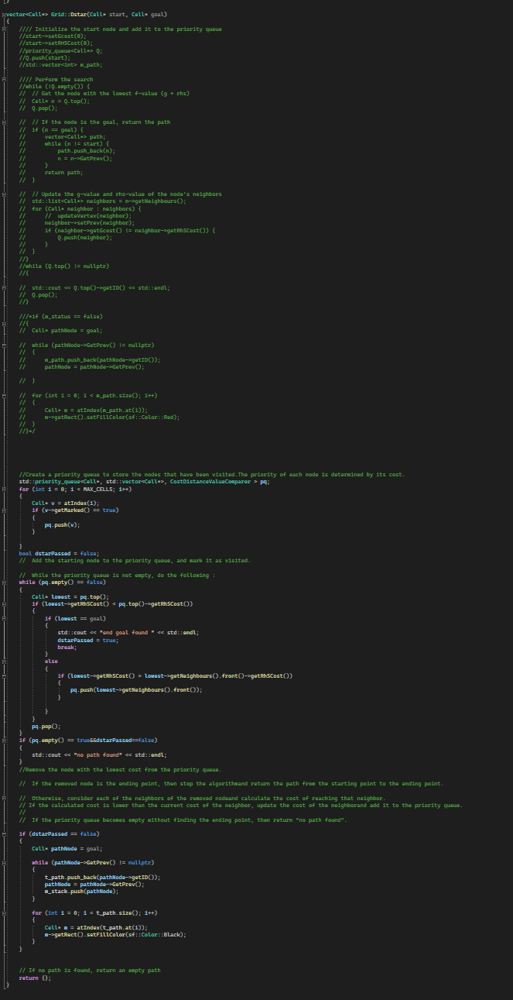 }
vector<Cell*> Grid::Dstar(Cell* start, Cell* goal)
{
//// Initialize the start node and add it to the priority queue
//start->setGcost(0);
//start->setRHSCost(0);
//priority_queue<Cell*> Q;
//Q.push(start);
//std::vector<int> m_path;
//// Perform the search
//while (!Q.empty()) {
//  // Get the node with the lowest f-value (g + rhs)
//  Cell* n = Q.top();
//  Q.pop();
//  // If the node is the goal, return the path
//  if (n == goal) {
//      vector<Cell*> path;
//      while (n != start) {
//          path.push_back(n);
//          n = n->GetPrev();
//      }
//      return path;
//  }
//  // Update the g-value and rhs-value of the node's neighbors
//  std::list<Cell*> neighbors = n->getNeighbours();
//  for (Cell* neighbor : neighbors) {
//      //  updateVertex(neighbor);
//      neighbor->setPrev(neighbor);
//      if (neighbor->getGcost() != neighbor->getRhSCost()) {
//          Q.push(neighbor);
//      }
//  }
//}
//while (Q.top() != nullptr)
//{
//  std::cout << Q.top()->getID() << std::endl;
//  Q.pop();
//}
///*if (m_status == false)
//{
//  Cell* pathNode = goal;
//  while (pathNode->GetPrev() != nullptr)
//  {
//      m_path.push_back(pathNode->getID());
//      pathNode = pathNode->GetPrev();
//  }
//  for (int i = 0; i < m_path.size(); i++)
//  {
//      Cell* m = atIndex(m_path.at(i));
//      m->getRect().setFillColor(sf::Color::Red);
//  }
//}*/
//Create a priority queue to store the nodes that have been visited.The priority of each node is determined by its cost.
std::priority_queue<Cell*, std::vector<Cell*>, CostDistanceValueComparer > pq;
for (int i = 0; i < MAX_CELLS; i++)
{
Cell* v = atIndex(i);
if (v->getMarked() == true)
{
pq.push(v);
}
}
bool dstarPassed = false;
//  Add the starting node to the priority queue, and mark it as visited.
//  While the priority queue is not empty, do the following :
while (pq.empty() == false)
{
Cell* lowest = pq.top();
if (lowest->getRhSCost() < pq.top()->getRhSCost())
{
if (lowest == goal)
{
std::cout << "end goal found " << std::endl;
dstarPassed = true;
break;
}
else
{
if (lowest->getRhSCost() > lowest->getNeighbours().front()->getRhSCost())
{
pq.push(lowest->getNeighbours().front());
}
}
}
pq.pop();
}
if (pq.empty() == true&&dstarPassed==false)
{
std::cout << "no path found" << std::endl;
}
//Remove the node with the lowest cost from the priority queue.
//  If the removed node is the ending point, then stop the algorithmand return the path from the starting point to the ending point.
//  Otherwise, consider each of the neighbors of the removed nodeand calculate the cost of reaching that neighbor.
// If the calculated cost is lower than the current cost of the neighbor, update the cost of the neighborand add it to the priority queue.
//
//  If the priority queue becomes empty without finding the ending point, then return "no path found".
if (dstarPassed == false)
{
Cell* pathNode = goal;
while (pathNode->GetPrev() != nullptr)
{
t_path.push_back(pathNode->getID());
pathNode = pathNode->GetPrev();
m_stack.push(pathNode);
}
for (int i = 0; i < t_path.size(); i++)
{
Cell* m = atIndex(t_path.at(i));
m->getRect().setFillColor(sf::Color::Black);
}
}
// If no path is found, return an empty path
return {};
}